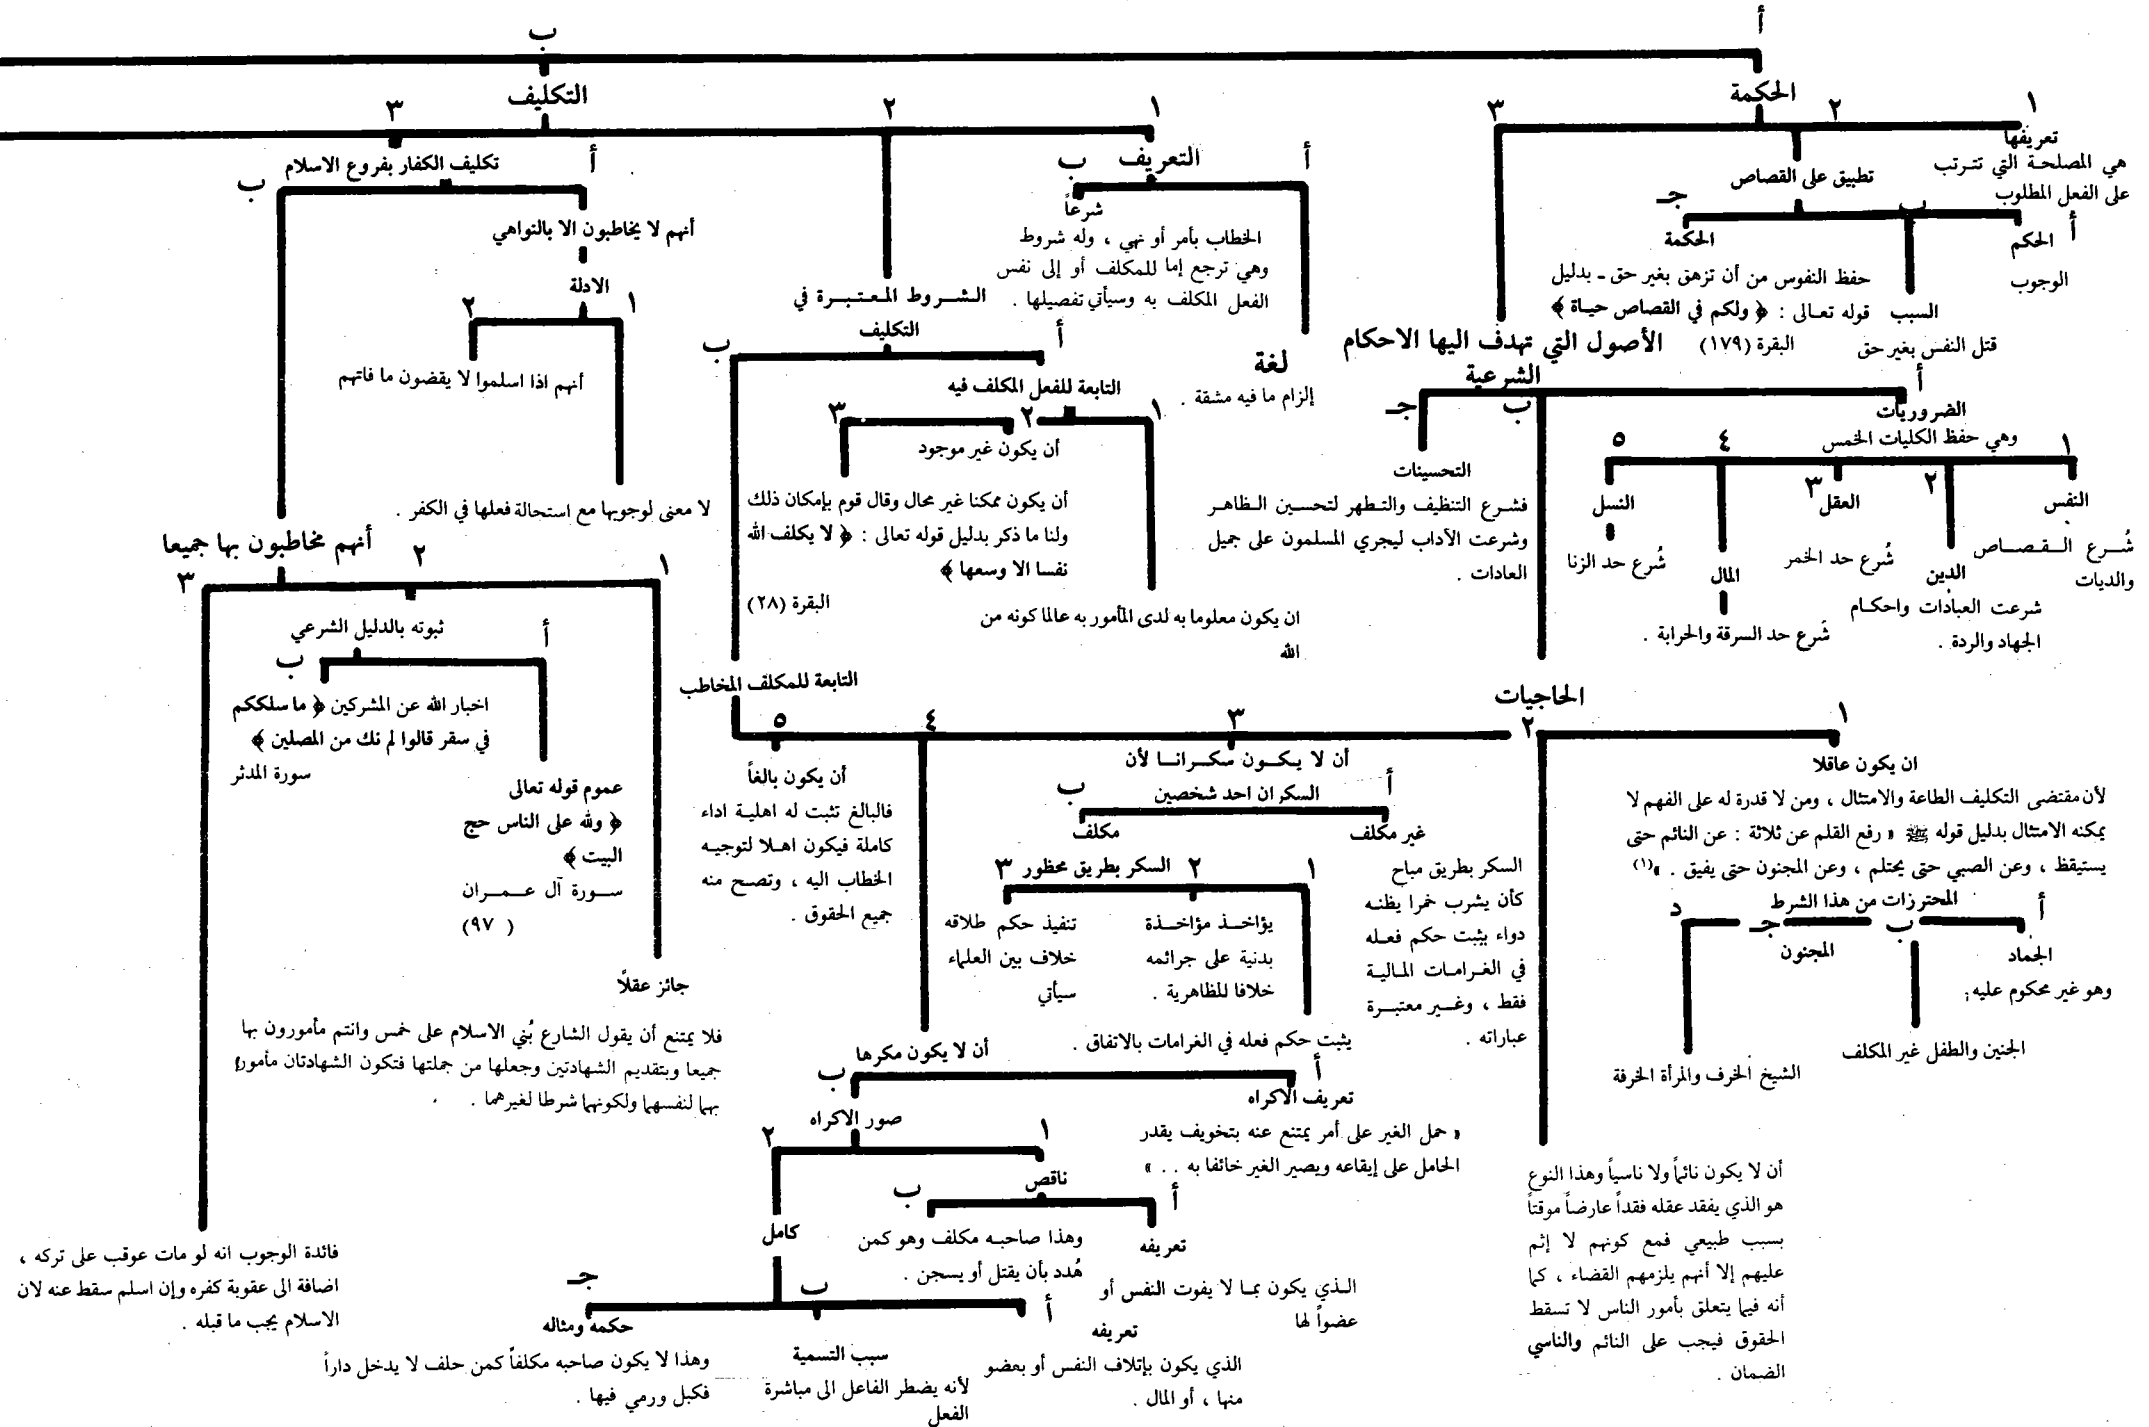 أ
ب
الحكمة
١
٢
٣
تعريفها
هي المصلحة التي تترتب
على الفعل المطلوب
تطبيق على القصاص
أ
ب
جـ
الحكم
الوجوب
السبب
قتل النفس بغير حق
الحكمة
حفظ النفوس من أن تزهق بغير حق ـ بدليل
قوله تعالى : ﴿ ولكم في القصاص حياة ﴾
البقرة (١٧٩)
الأصول التي تهدف اليها الاحكام
الشرعية
أ
ب
جـ
الضروريات
وهي حفظ الكليات الخمس
١
٢
٣
٤
٥
النفس
شُرع القصاص
والديات
الدين
شرعت العبادات واحكام
الجهاد والردة .
العقل
شُرع حد الخمر
المال
شُرع حد السرقة والحرابة .
النسل
شُرع حد الزنا
الحاجيات
التحسينات
فشرع التنظيف والتطهر لتحسين الظاهر
وشرعت الآداب ليجري المسلمون على جميل
العادات .
التكليف
١
٢
٣
التعريف
أ
ب
لغة
إلزام ما فيه مشقة .
شرعاً
الخطاب بأمر أو نهي ، وله شروط
وهي ترجع إما للمكلف أو إلى نفس
الفعل المكلف به وسيأتي تفصيلها .
الشروط المعتبرة في
التكليف
أ
ب
التابعة للفعل المكلف فيه
١
٢
٣
ان يكون معلوما به لدى المأمور به عالما كونه من
الله
أن يكون غير موجود
أن يكون ممكنا غير محال وقال قوم بإمكان ذلك
ولنا ما ذكر بدليل قوله تعالى : ﴿ لا يكلف الله
نفسا الا وسعها ﴾
البقرة (٢٨)
التابعة للمكلف المخاطب
١
٢
٣
٤
٥
ان يكون عاقلا
لأن مقتضى التكليف الطاعة والامتثال ، ومن لا قدرة له على الفهم لا
يمكنه الامتثال بدليل قوله ﷺ « رفع القلم عن ثلاثة : عن النائم حتى
يستيقظ ، وعن الصبي حتى يحتلم ، وعن المجنون حتى يفيق . »(١)
المحترزات من هذا الشرط
أ
ب
جـ
د
الجماد
وهو غير محكوم عليه;
الجنين والطفل غير المكلف
المجنون
الشيخ الخرف والمرأة الخرفة
أن لا يكون نائماً ولا ناسياً وهذا النوع
هو الذي يفقد عقله فقداً عارضاً موقتاً
بسبب طبيعي فمع كونهم لا إثم
عليهم إلا أنهم يلزمهم القضاء ، كما
أنه فيما يتعلق بأمور الناس لا تسقط
الحقوق فيجب على النائم والناسي
الضمان .
أن لا يكون سكرانا لأن
السكران احد شخصين
أ
ب
غير مكلف
السكر بطريق مباح
كأن يشرب خمرا يظنه
دواء يثبت حكم فعله
في الغرامات المالية
فقط ، وغير معتبرة
عباراته .
مكلف
السكر بطريق محظور
١
٢
٣
يثبت حكم فعله في الغرامات بالاتفاق .
يؤاخذ مؤاخذة
بدنية على جرائمه
خلافا للظاهرية .
تنفيذ حكم طلاقه
خلاف بين العلماء
سيأتي
أن لا يكون مكرها
أ
ب
تعريف الاكراه
« حمل الغير على أمر يمتنع عنه بتخويف يقدر
الحامل على إيقاعه ويصير الغير خائفا به . . »
صور الاكراه
١
٢
ناقص
أ
ب
تعريفه
الذي يكون بما لا يفوت النفس أو
عضواً لها
وهذا صاحبه مكلف وهو كمن
هُدد بأن يقتل أو يسجن .
كامل
أ
ب
جـ
تعريفه
الذي يكون بإتلاف النفس أو بعضو
منها ، أو المال .
سبب التسمية
لأنه يضطر الفاعل الى مباشرة
الفعل
حكمه ومثاله
وهذا لا يكون صاحبه مكلفاً كمن حلف لا يدخل داراً
فكبل ورمي فيها .
أن يكون بالغاً
فالبالغ تثبت له اهلية اداء
كاملة فيكون اهلا لتوجيه
الخطاب اليه ، وتصح منه
جميع الحقوق .
تكليف الكفار بفروع الاسلام
أ
ب
أنهم لا يخاطبون الا بالنواهي
الادلة
١
٢
لا معنى لوجوبها مع استحالة فعلها في الكفر .
أنهم اذا اسلموا لا يقضون ما فاتهم
أنهم مخاطبون بها جميعا
١
٢
٣
جائز عقلًا
فلا يمتنع أن يقول الشارع بُني الاسلام على خمس وانتم مأمورون بها
جميعا وبتقديم الشهادتين وجعلها من جملتها فتكون الشهادتان مأمورا
بهما لنفسهما ولكونهما شرطا لغيرهما .
ثبوته بالدليل الشرعي
أ
ب
عموم قوله تعالى
﴿ ولله على الناس حج
البيت ﴾
سورة آل عمران
(٩٧ )
اخبار الله عن المشركين ﴿ ما سلككم
في سقر قالوا لم نك من المصلين ﴾
سورة المدثر
فائدة الوجوب انه لو مات عوقب على تركه ،
اضافة الى عقوبة كفره وإن اسلم سقط عنه لان
الاسلام يجب ما قبله .